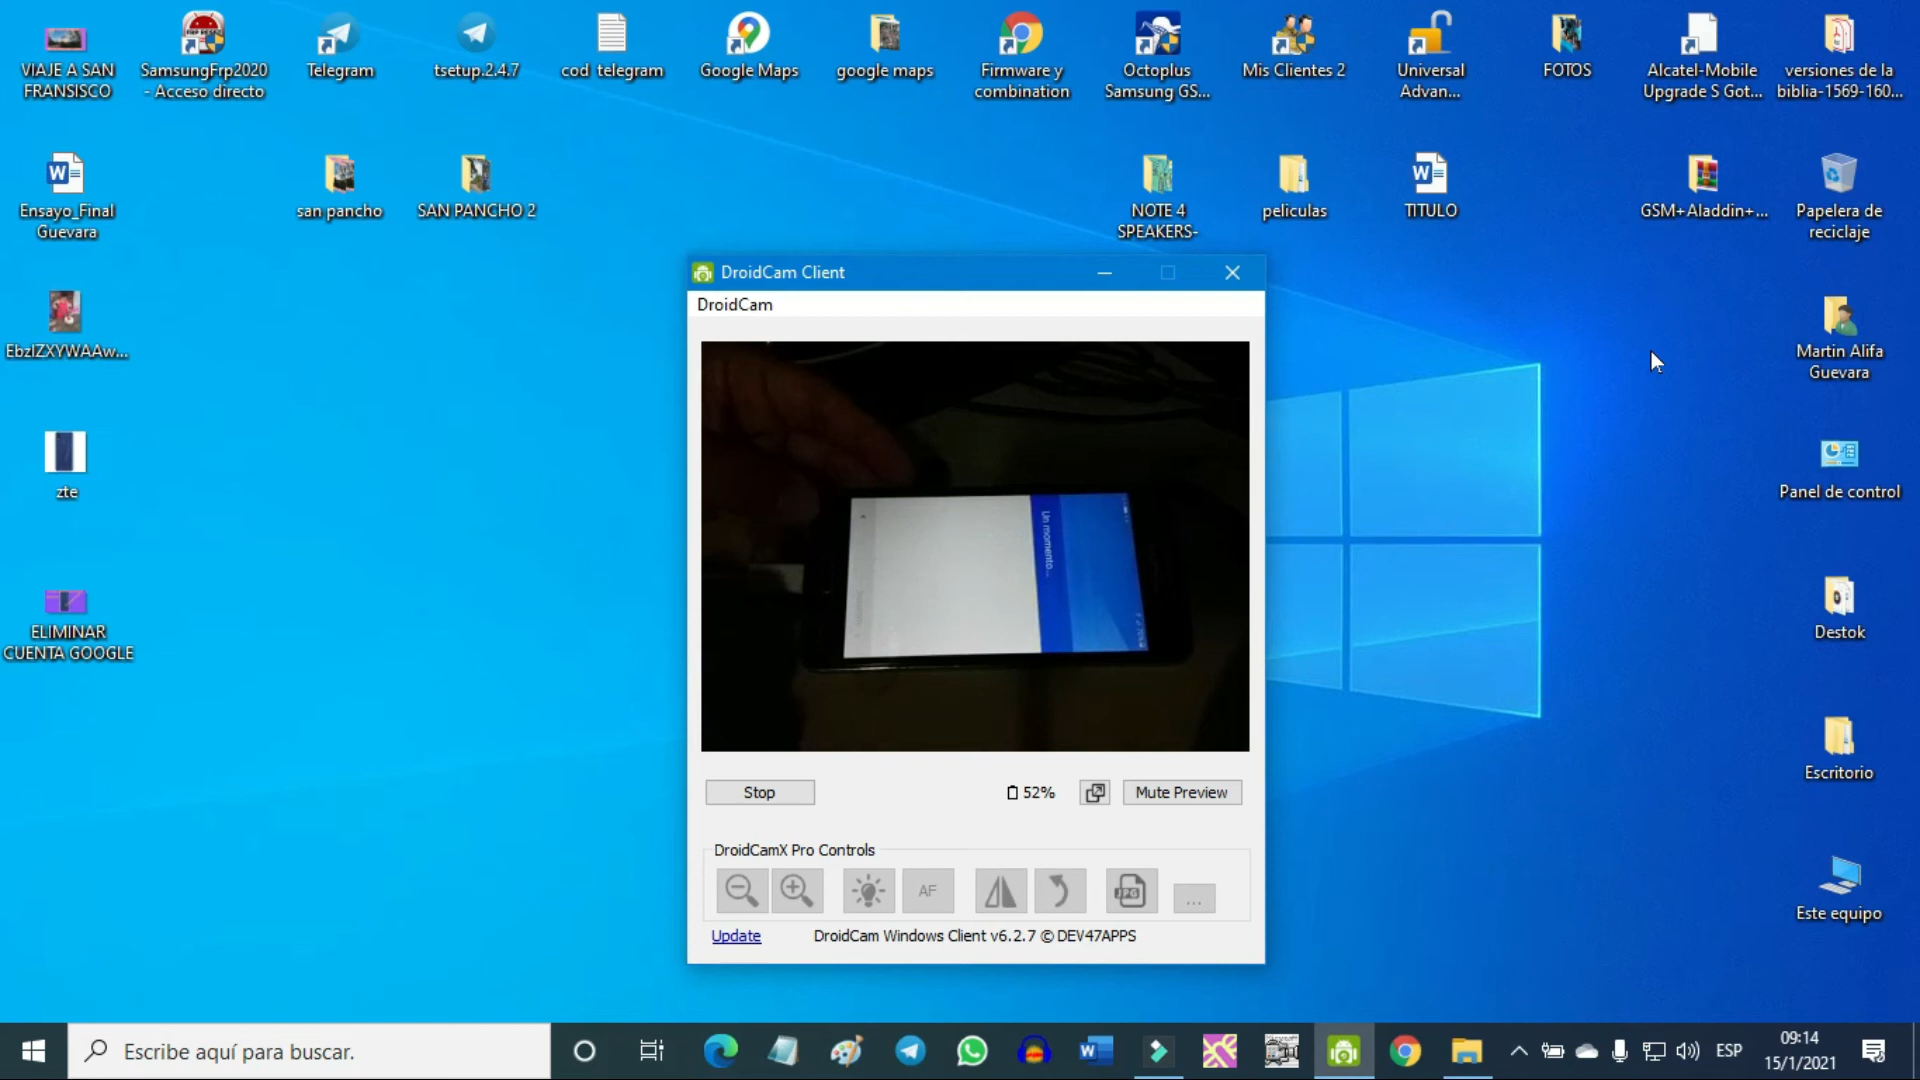 VIAJE A SAN FRANSISCO
SamsungFrp2020 - Acceso directo
Telegram
tsetup.2.4.7
cod telegram
Google Maps
google maps
Firmware y combination
Octoplus Samsung GS...
Mis Clientes 2
Universal Advan...
FOTOS
Alcatel-Mobile Upgrade S Got...
versiones de la biblia-1569-160...
Ensayo_Final Guevara
san pancho
SAN PANCHO 2
NOTE 4 SPEAKERS-
peliculas
TITULO
GSM+Aladdin+...
Papelera de reciclaje
DroidCam Client
DroidCam
EbzIZXYWAAw...
Martin Alifa Guevara
zte
Panel de control
Un momento...
ELIMINAR CUENTA GOOGLE
Destok
Escritorio
Stop
52%
Mute Preview
DroidCamX Pro Controls
AF
JPG
...
Este equipo
Update
DroidCam Windows Client v6.2.7 © DEV47APPS
Escribe aquí para buscar.
ESP
09:14
15/1/2021